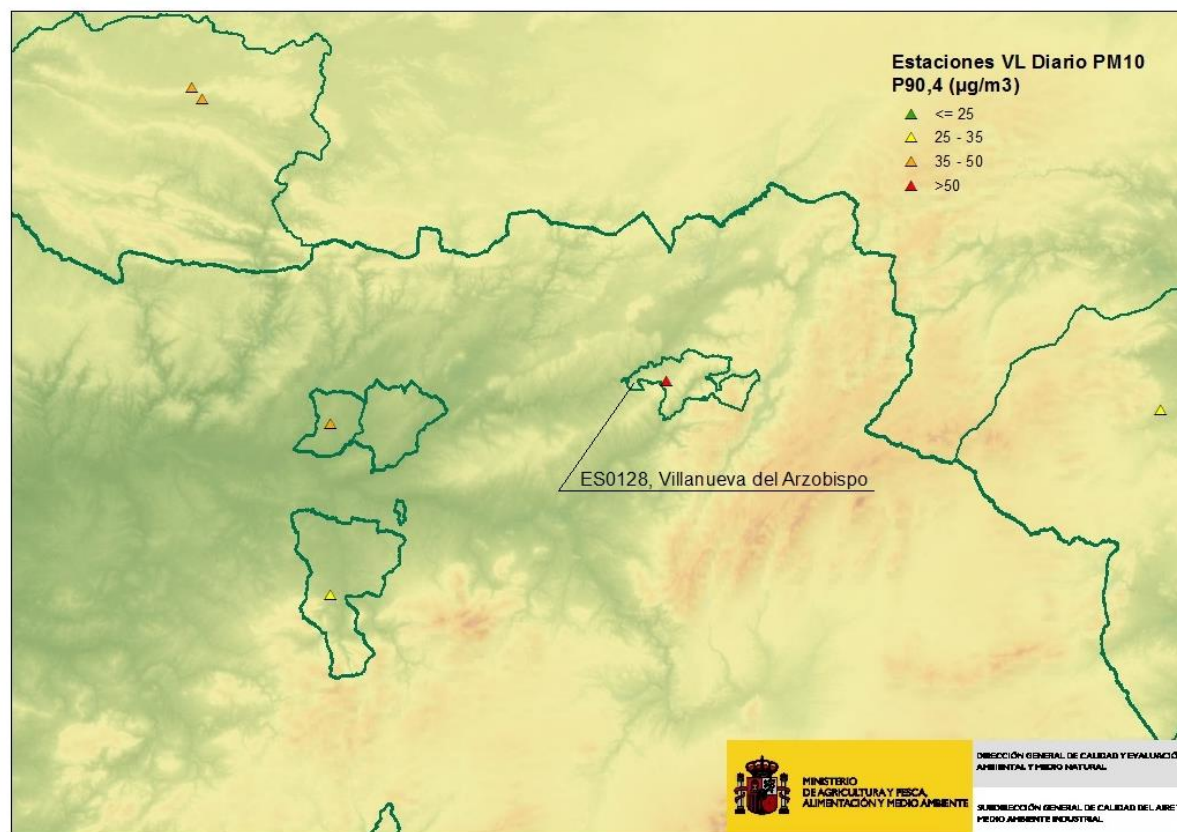 Estaciones VL Diario PM10
P90,4 (µg/m3)
<= 25
25 - 35
35 - 50
>50
ES0128, Villanueva del Arzobispo
MINISTERIO
DE AGRICULTURA Y PESCA,
ALIMENTACIÓN Y MEDIO AMBIENTE
DIRECCIÓN GENERAL DE CALIDAD Y EVALUACIÓ
AMBIENTAL Y MEDIO NATURAL
SUBDIRECCIÓN GENERAL DE CALIDAD DEL AIRE Y
MEDIO AMBIENTE INDUSTRIAL